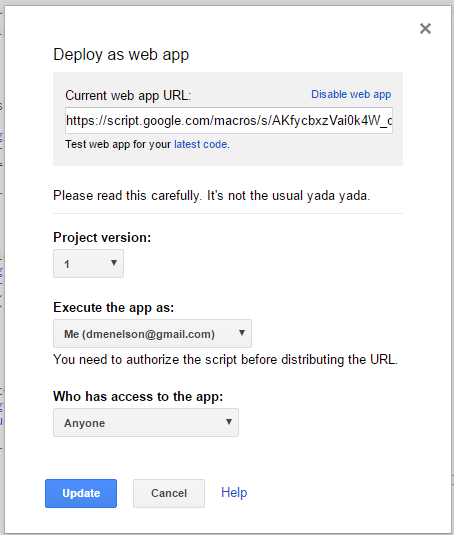 Deploy as web app
Current web app URL:
Disable web app
https://script.google.com/macros/s/AKfycbxzVai0k4W_c
Test web app for your latest code.
Please read this carefully. It's not the usual yada yada.
Project version:
1
Execute the app as:
Me (dmenelson@gmail.com)
You need to authorize the script before distributing the URL.
Who has access to the app:
Anyone
Update
Cancel
Help